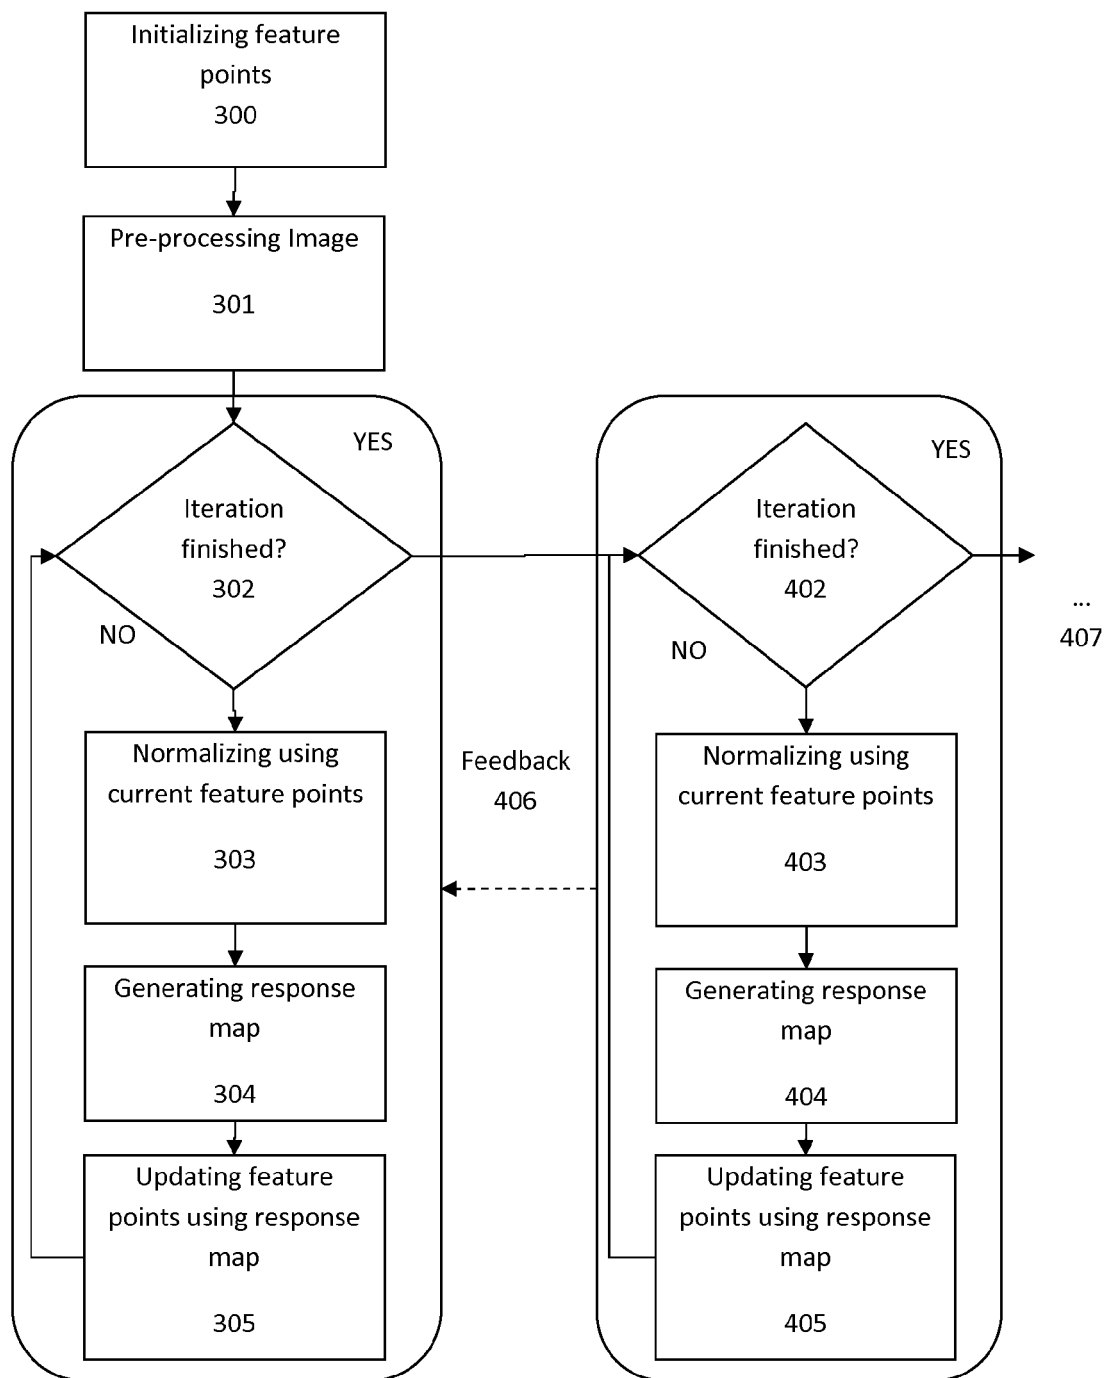 Initializing feature
points
300
Pre-processing Image
301
YES
Iteration
finished?
302
NO
Normalizing using
current feature points
303
Generating response
map
304
Updating feature
points using response
map
305
Feedback
406
YES
Iteration
finished?
402
NO
Normalizing using
current feature points
403
Generating response
map
404
Updating feature
points using response
map
405
...
407